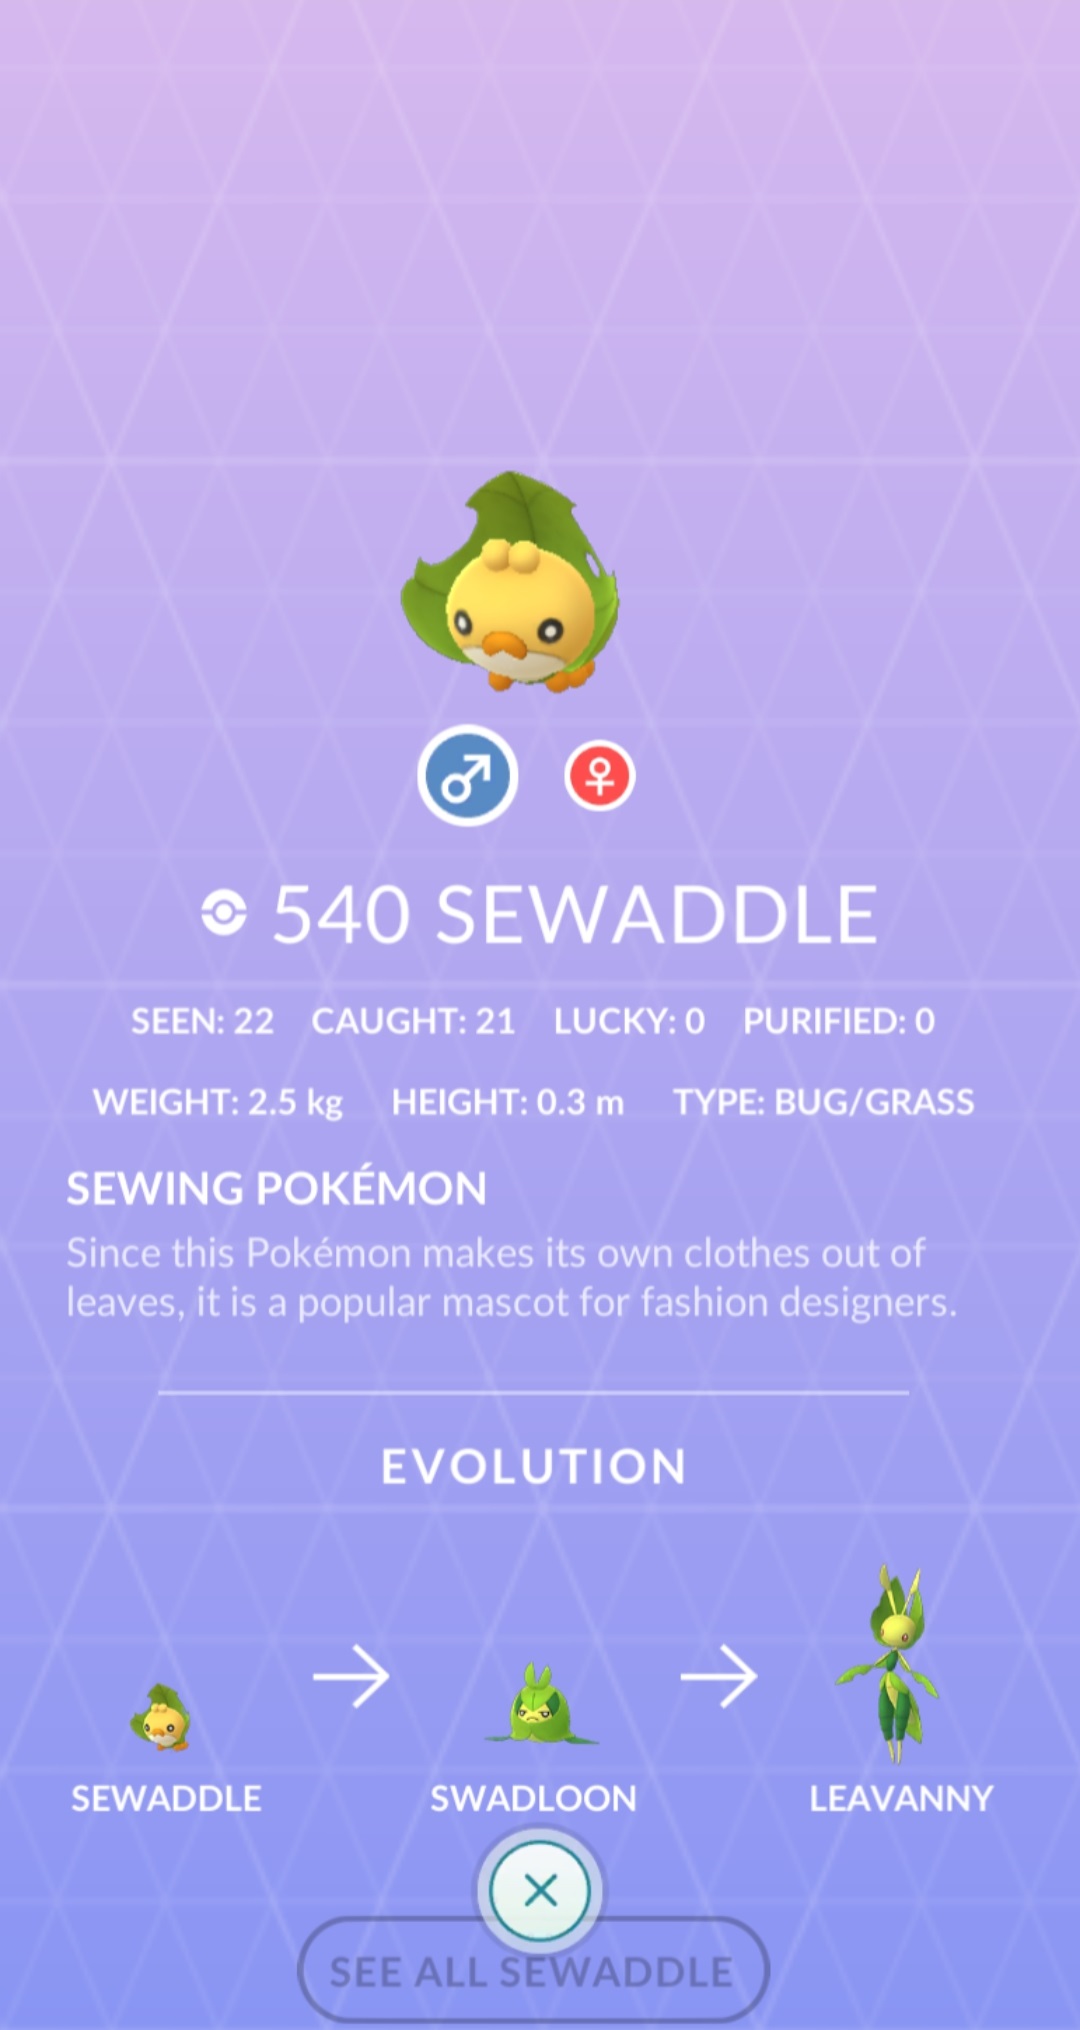 540 SEWADDLE
SEEN: 22 CAUGHT: 21 LUCKY: 0 PURIFIED: 0
WEIGHT: 2.5 kg HEIGHT: 0.3 m TYPE: BUG/GRASS
SEWING POKÉMON
Since this Pokémon makes its own clothes out of
leaves, it is a popular mascot for fashion designers.
EVOLUTION
SEWADDLE SWADLOON LEAVANNY
SEE ALL SEWADDLE